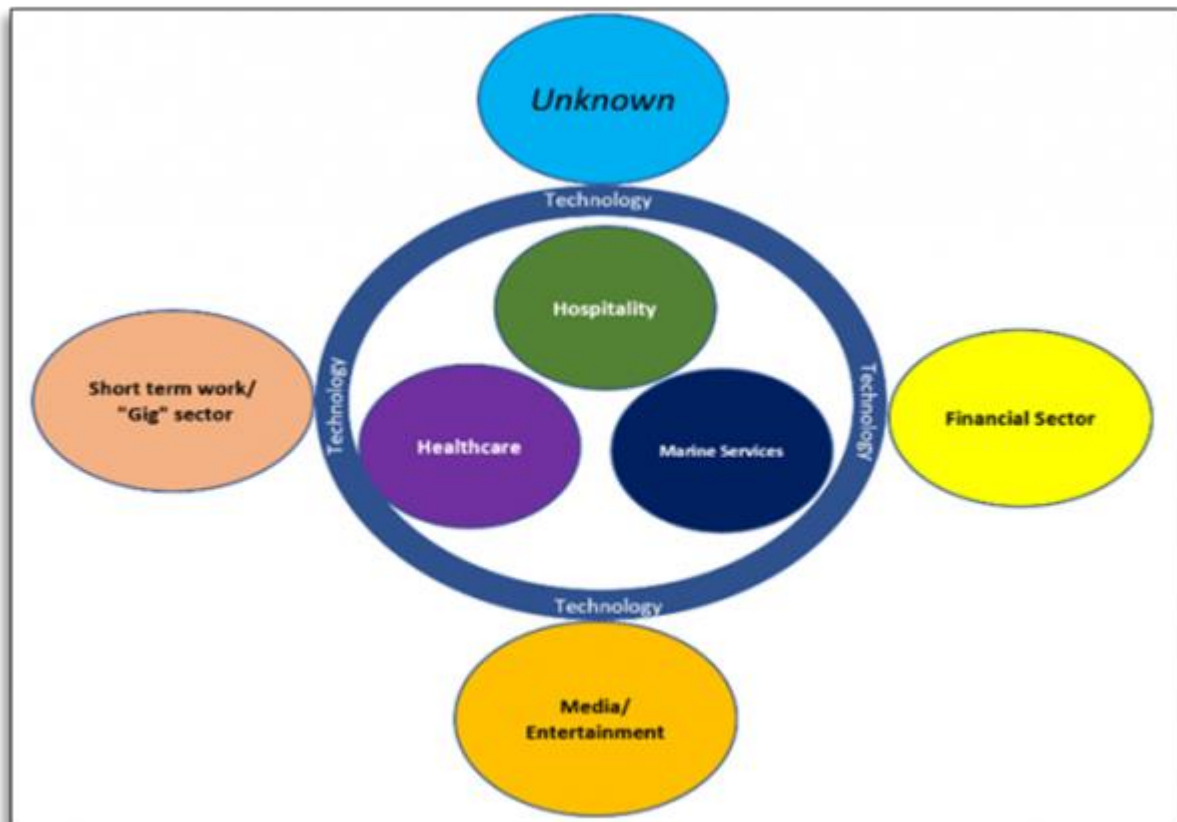 Unknown
Technology
Hospitality
Technology
Technology
Short term work/
"Gig" sector
Financial Sector
Healthcare
Marine Services
Technology
Media/
Entertainment